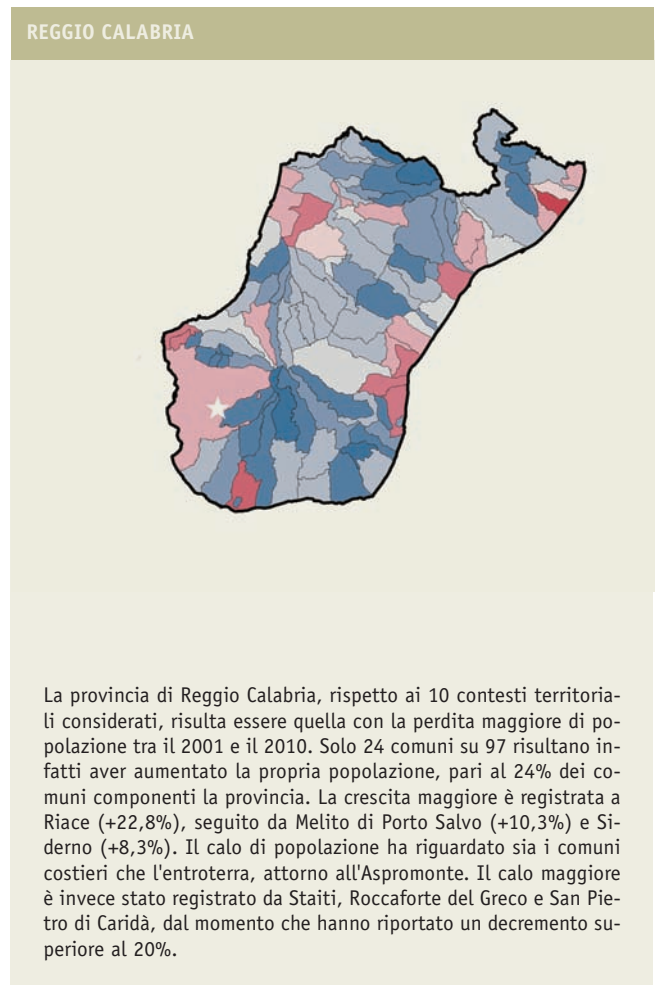 REGGIO CALABRIA
La provincia di Reggio Calabria, rispetto ai 10 contesti territoria-
li considerati, risulta essere quella con la perdita maggiore di po-
polazione tra il 2001 e il 2010. Solo 24 comuni su 97 risultano in-
fatti aver aumentato la propria popolazione, pari al 24% dei co-
muni componenti la provincia. La crescita maggiore è registrata a
Riace (+22,8%), seguito da Melito di Porto Salvo (+10,3%) e Si-
derno (+8,3%). Il calo di popolazione ha riguardato sia i comuni
costieri che l'entroterra, attorno all'Aspromonte. Il calo maggiore
è invece stato registrato da Staiti, Roccaforte del Greco e San Pie-
tro di Caridà, dal momento che hanno riportato un decremento su-
periore al 20%.